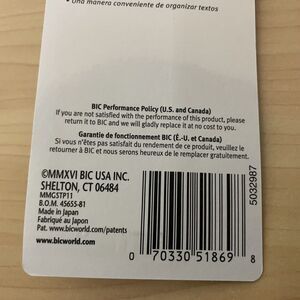 • Una manera conveniente de organizar textos
BIC Performance Policy (U.S. and Canada)
If you are not satisfied with the performance of this product, please
return it to BIC and we will gladly replace it at no cost to you.
Garantie de fonctionnement BIC (É.-U. et Canada)
Si vous n'êtes pas satisfait du rendement de ce produit, veuillez le
retourner à BIC et nous serons heureux de le remplacer gratuitement.
©MMXVI BIC USA INC.
SHELTON, CT 06484
MMGSTP11
B.O.M. 45655-B1
Made in Japan
Fabriqué au Japon
Pat. www.bicworld.com/patents
www.bicworld.com
5032987
0 70330 51869 8